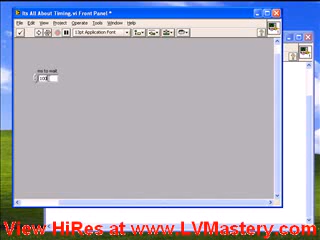 Its All About Timing.vi Front Panel *
File Edit View Project Operate Tools Window Help
13pt Application Font
ms to wait
100
View HiRes at www.LVMastery.com